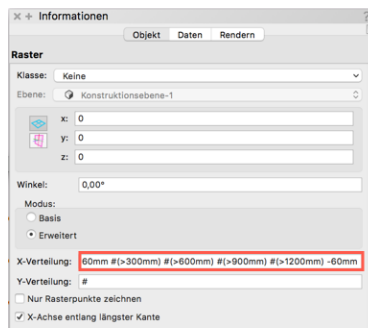 Informationen
Objekt Daten Rendern
Raster
Klasse: Keine
Ebene: Konstruktionsebene-1
x: 0
y: 0
z: 0
Winkel: 0,00°
Modus:
Basis
Erweitert
X-Verteilung: 60mm #(>300mm) #(>600mm) #(>900mm) #(>1200mm) -60mm
Y-Verteilung: #
Nur Rasterpunkte zeichnen
X-Achse entlang längster Kante